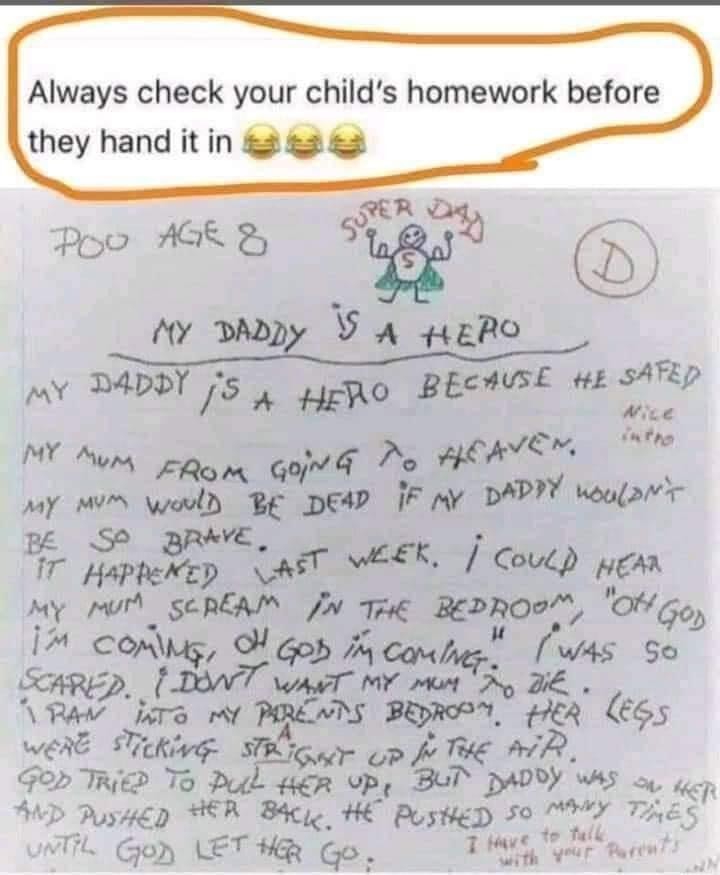 Always check your child's homework before
they hand it in 😂😂😂
POO AGE 8
SUPER DAD
S
D
MY DADDY iS A HERO
MY DADDY iS A HERO BECAUSE HE SAFED
Nice
intro
MY MUM FROM GOiNG TO HEAVEN.
MY MUM WOULD BE DEAD iF MY DADDY WOULDN'T
BE SO BRAVE.
iT HAPPENED LAST WEEK. i COULD HEAR
MY MUM SCREAM iN THE BEDROOM, "OH GOD
i'M COMiNG, OH GOD iM COMiNG." i WAS SO
SCARED. i DON'T WANT MY MUM TO DiE.
i RAN iNTO MY PARENTS BEDROOM. HER LEGS
WERE STiCKiNG STRAiGHT UP iN THE AiR.
GOD TRiED TO PULL HER UP, BUT DADDY WAS ON HER
AND PUSHED HER BACK. HE PUSHED SO MANY TiMES
UNTiL GOD LET HER GO.
I Have to talk
with your Parents